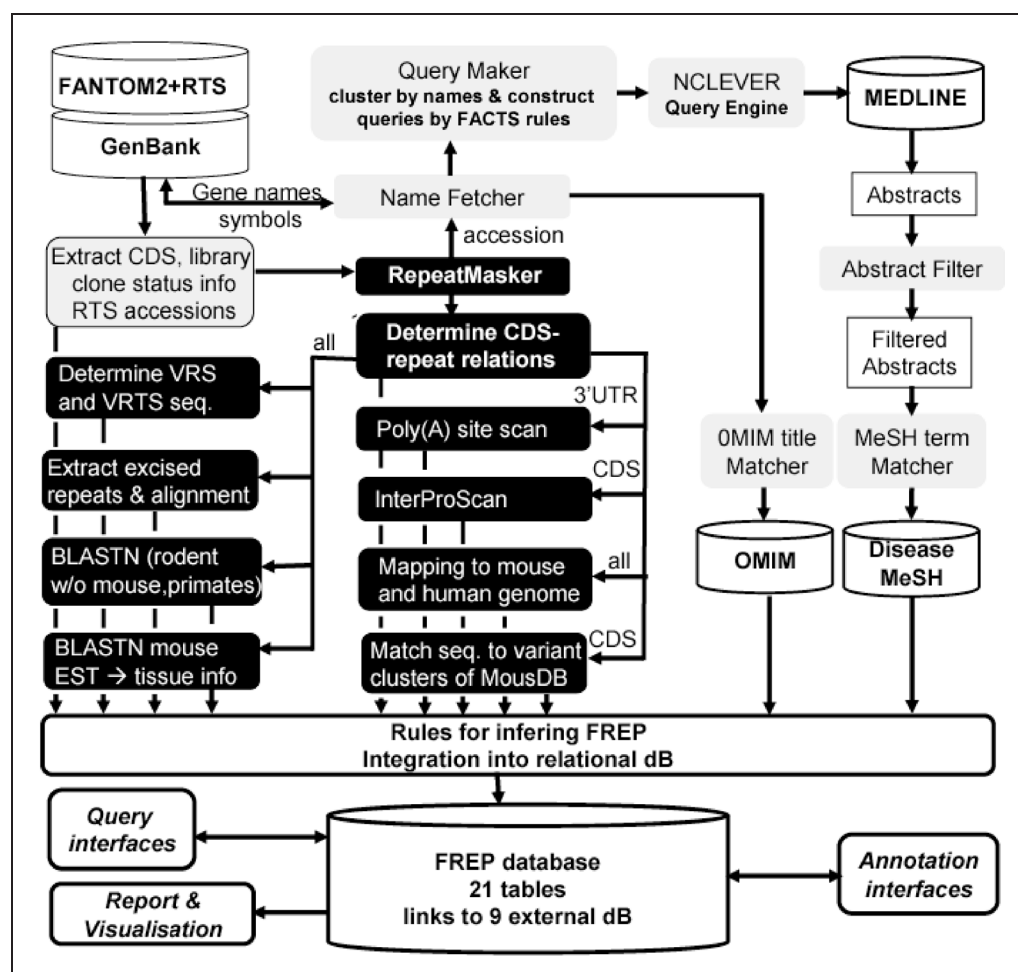 FANTOM2+RTS
GenBank
Query Maker
cluster by names & construct
queries by FACTS rules
NCLEVER
Query Engine
MEDLINE
Gene names
symbols
Name Fetcher
Abstracts
accession
Extract CDS, library
clone status info
RTS accessions
RepeatMasker
Abstract Filter
Determine CDS-
repeat relations
all
Filtered
Abstracts
Determine VRS
and VRTS seq.
3'UTR
Poly(A) site scan
0MIM title
Matcher
MeSH term
Matcher
Extract excised
repeats & alignment
CDS
InterProScan
OMIM
Disease
MeSH
BLASTN (rodent
w/o mouse,primates)
all
Mapping to mouse
and human genome
BLASTN mouse
EST → tissue info
CDS
Match seq. to variant
clusters of MousDB
Rules for infering FREP
Integration into relational dB
Query
interfaces
FREP database
21 tables
links to 9 external dB
Annotation
interfaces
Report &
Visualisation